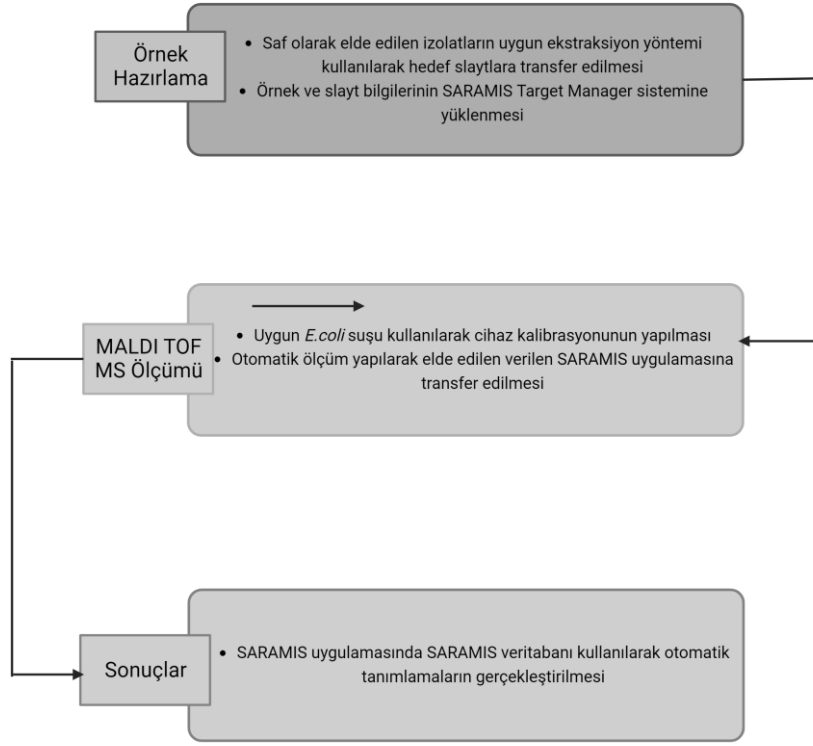 Örnek
Hazırlama
• Saf olarak elde edilen izolatların uygun ekstraksiyon yöntemi
kullanılarak hedef slaytlara transfer edilmesi
• Örnek ve slayt bilgilerinin SARAMIS Target Manager sistemine
yüklenmesi
MALDI TOF
MS Ölçümü
• Uygun E.coli suşu kullanılarak cihaz kalibrasyonunun yapılması
• Otomatik ölçüm yapılarak elde edilen verilen SARAMIS uygulamasına
transfer edilmesi
Sonuçlar
• SARAMIS uygulamasında SARAMIS veritabanı kullanılarak otomatik
tanımlamaların gerçekleştirilmesi